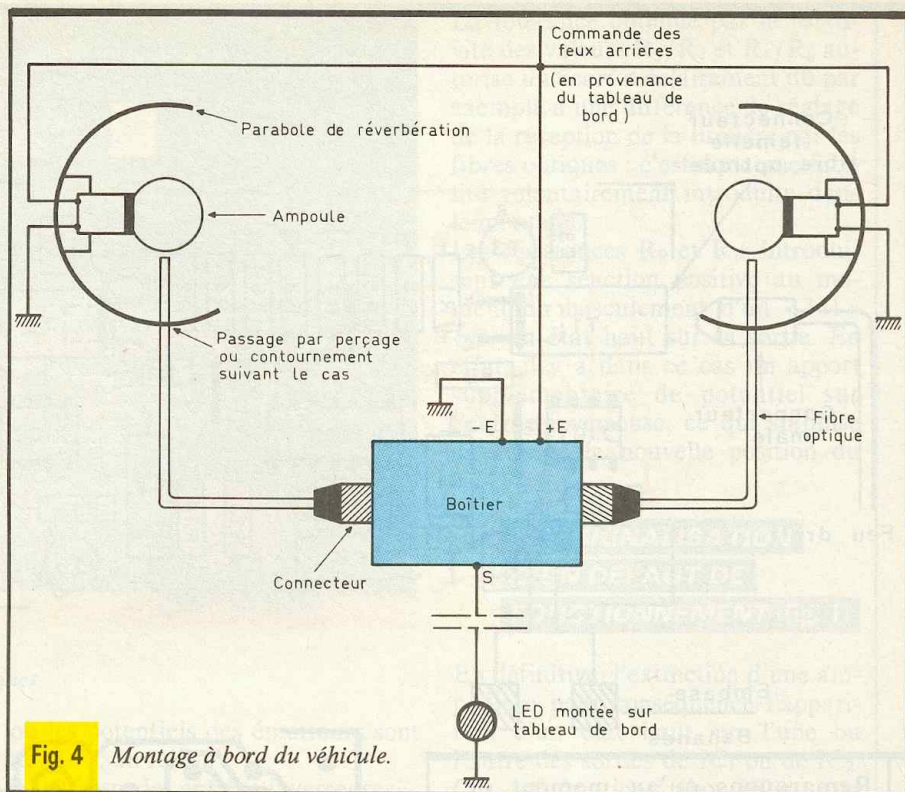 Commande des
feux arrières
(en provenance
du tableau de
bord)
Parabole de réverbération
Ampoule
Passage par perçage
ou contournement
suivant le cas
- E
+E
Fibre
optique
Boîtier
Connecteur
S
LED montée sur
tableau de bord
Fig. 4 Montage à bord du véhicule.